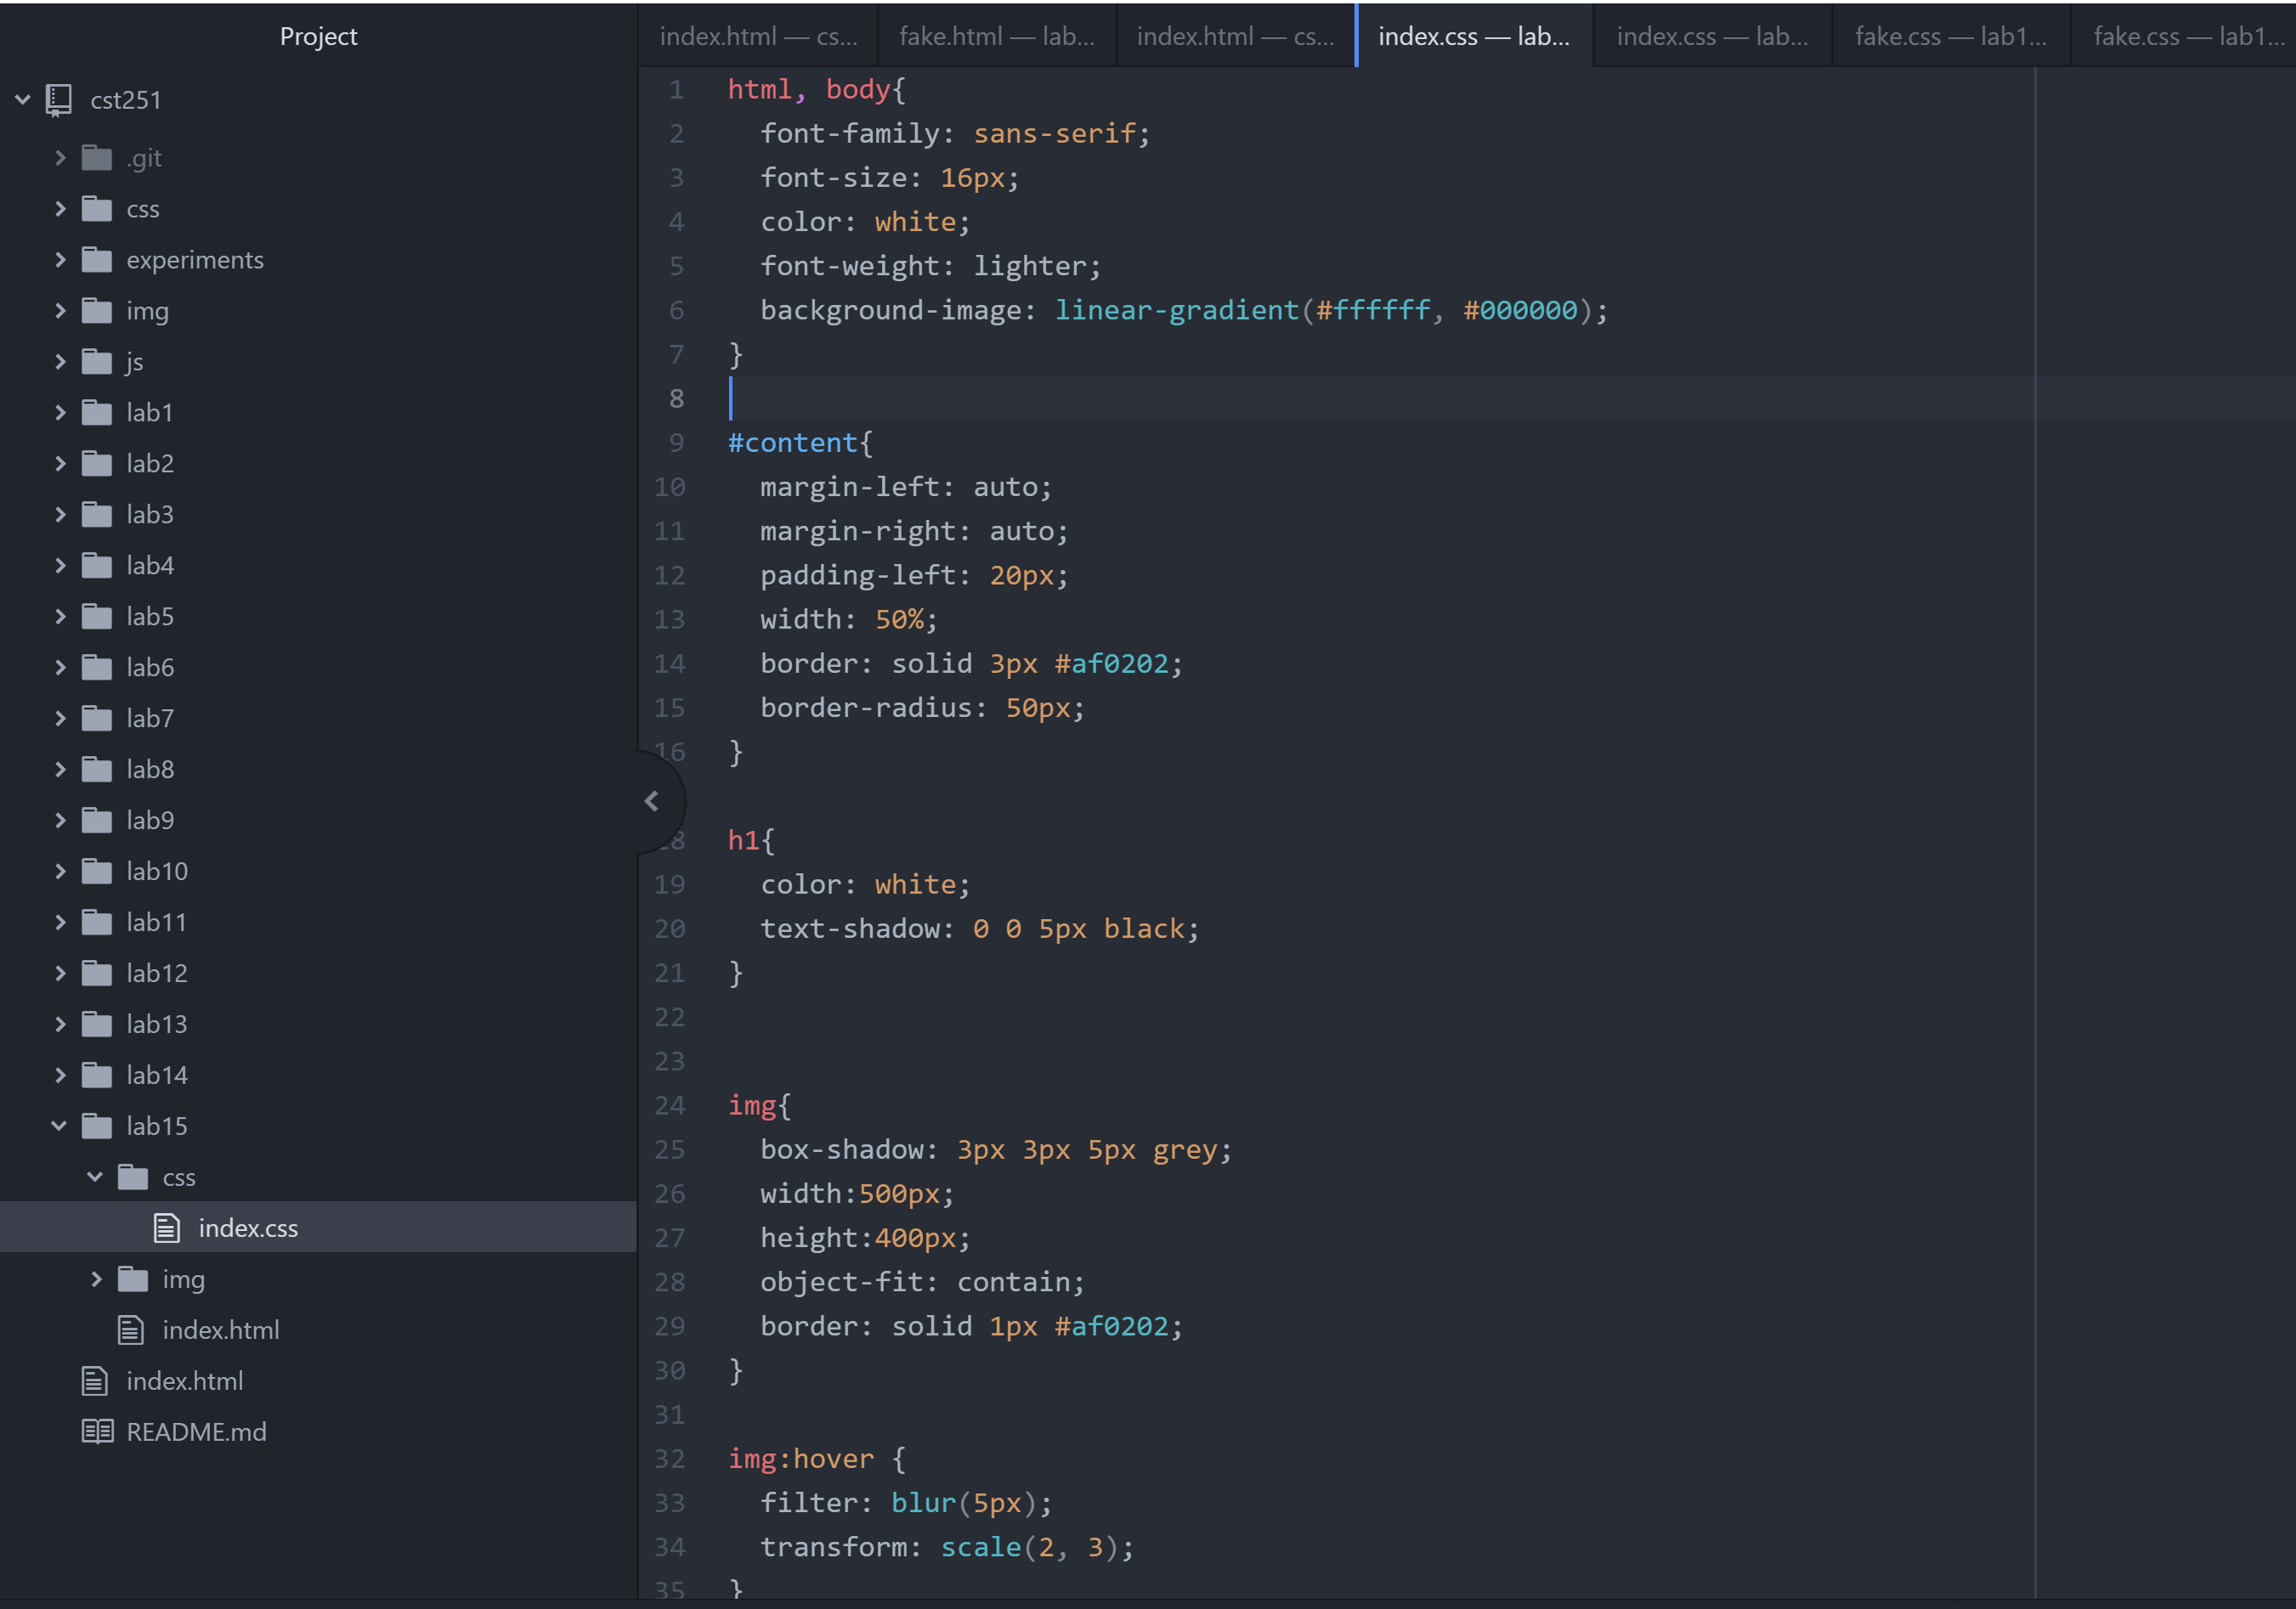 Project
cst251
.git
css
experiments
img
js
lab1
lab2
lab3
lab4
lab5
lab6
lab7
lab8
lab9
lab10
lab11
lab12
lab13
lab14
lab15
css
index.css
img
index.html
index.html
README.md
index.html — cs...
fake.html — lab...
index.html — cs...
index.css — lab...
index.css — lab...
fake.css — lab1...
fake.css — lab1...
1 html, body{
2   font-family: sans-serif;
3   font-size: 16px;
4   color: white;
5   font-weight: lighter;
6   background-image: linear-gradient(#ffffff, #000000);
7 }
8
9 #content{
10   margin-left: auto;
11   margin-right: auto;
12   padding-left: 20px;
13   width: 50%;
14   border: solid 3px #af0202;
15   border-radius: 50px;
16 }
18 h1{
19   color: white;
20   text-shadow: 0 0 5px black;
21 }
22
23
24 img{
25   box-shadow: 3px 3px 5px grey;
26   width:500px;
27   height:400px;
28   object-fit: contain;
29   border: solid 1px #af0202;
30 }
31
32 img:hover {
33   filter: blur(5px);
34   transform: scale(2, 3);
35 }